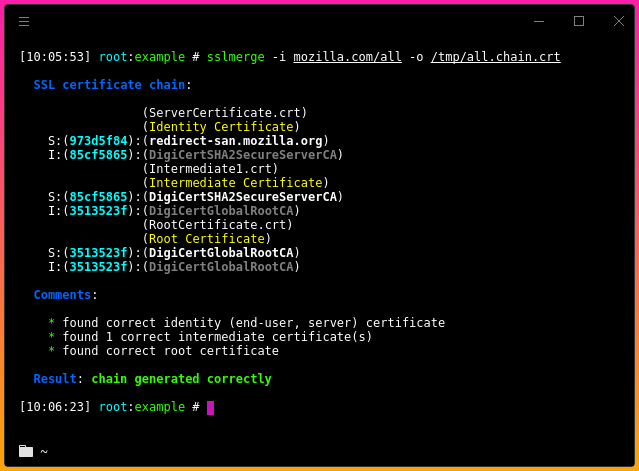 [10:05:53] root:example # sslmerge -i mozilla.com/all -o /tmp/all.chain.crt
SSL certificate chain:
(ServerCertificate.crt)
(Identity Certificate)
S:(973d5f84):(redirect-san.mozilla.org)
I:(85cf5865):(DigiCertSHA2SecureServerCA)
(Intermediate1.crt)
(Intermediate Certificate)
S:(85cf5865):(DigiCertSHA2SecureServerCA)
I:(3513523f):(DigiCertGlobalRootCA)
(RootCertificate.crt)
(Root Certificate)
S:(3513523f):(DigiCertGlobalRootCA)
I:(3513523f):(DigiCertGlobalRootCA)
Comments:
* found correct identity (end-user, server) certificate
* found 1 correct intermediate certificate(s)
* found correct root certificate
Result: chain generated correctly
[10:06:23] root:example #
~